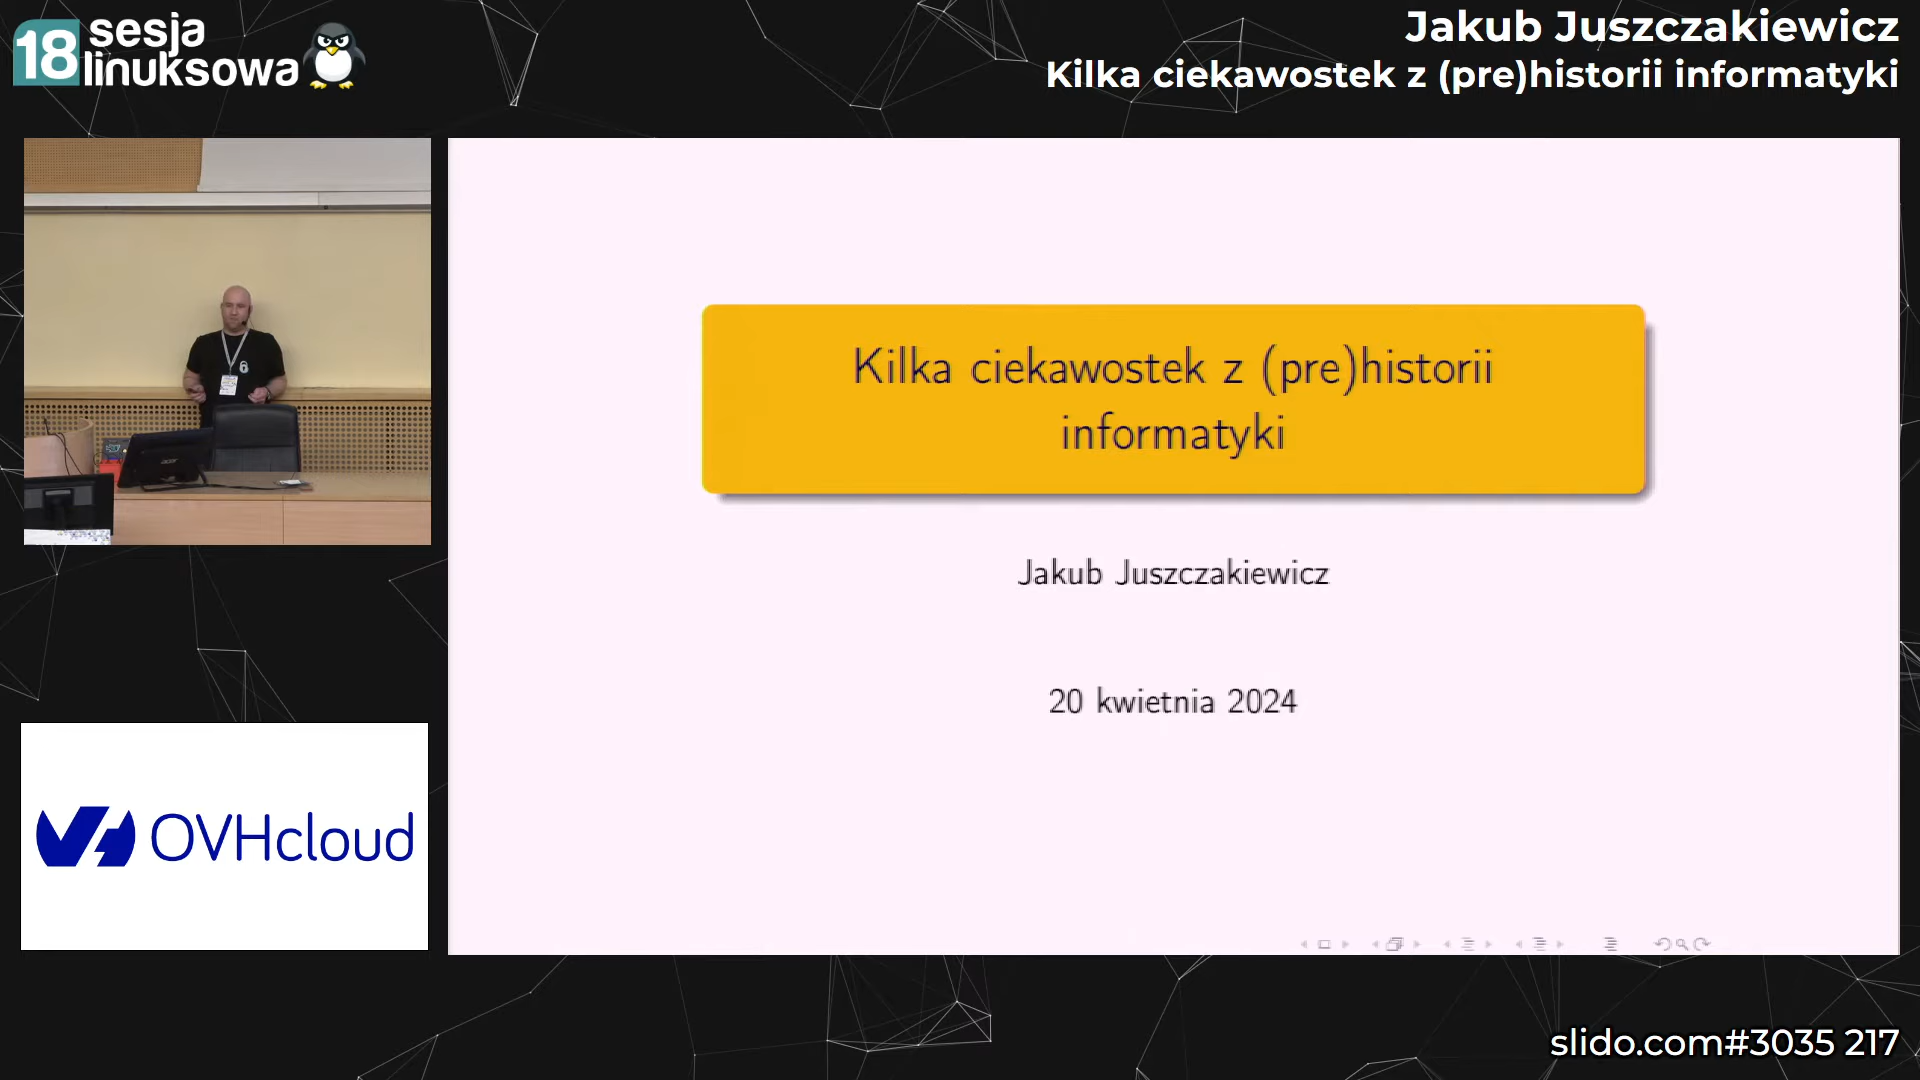 18 sesja
linuksowa
Jakub Juszczakiewicz
Kilka ciekawostek z (pre)historii informatyki
Kilka ciekawostek z (pre)historii
informatyki
Jakub Juszczakiewicz
20 kwietnia 2024
acer
OVHcloud
slido.com#3035 217